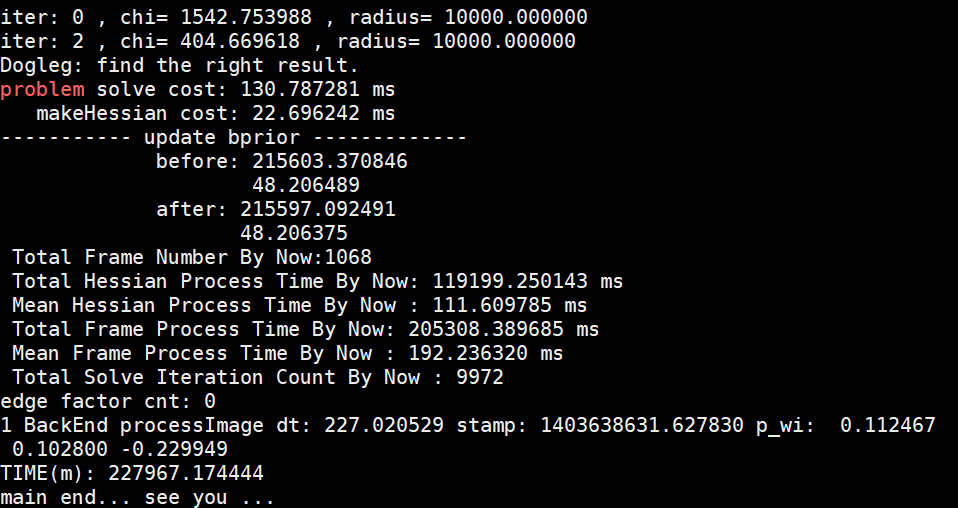 iter: 0 , chi= 1542.753988 , radius= 10000.000000
iter: 2 , chi= 404.669618 , radius= 10000.000000
Dogleg: find the right result.
problem solve cost: 130.787281 ms
   makeHessian cost: 22.696242 ms
----------- update bprior -------------
             before: 215603.370846
                     48.206489
             after: 215597.092491
                    48.206375
 Total Frame Number By Now:1068
 Total Hessian Process Time By Now: 119199.250143 ms
 Mean Hessian Process Time By Now : 111.609785 ms
 Total Frame Process Time By Now: 205308.389685 ms
 Mean Frame Process Time By Now : 192.236320 ms
 Total Solve Iteration Count By Now : 9972
edge factor cnt: 0
1 BackEnd processImage dt: 227.020529 stamp: 1403638631.627830 p_wi:  0.112467
 0.102800 -0.229949
TIME(m): 227967.174444
main end... see you ...